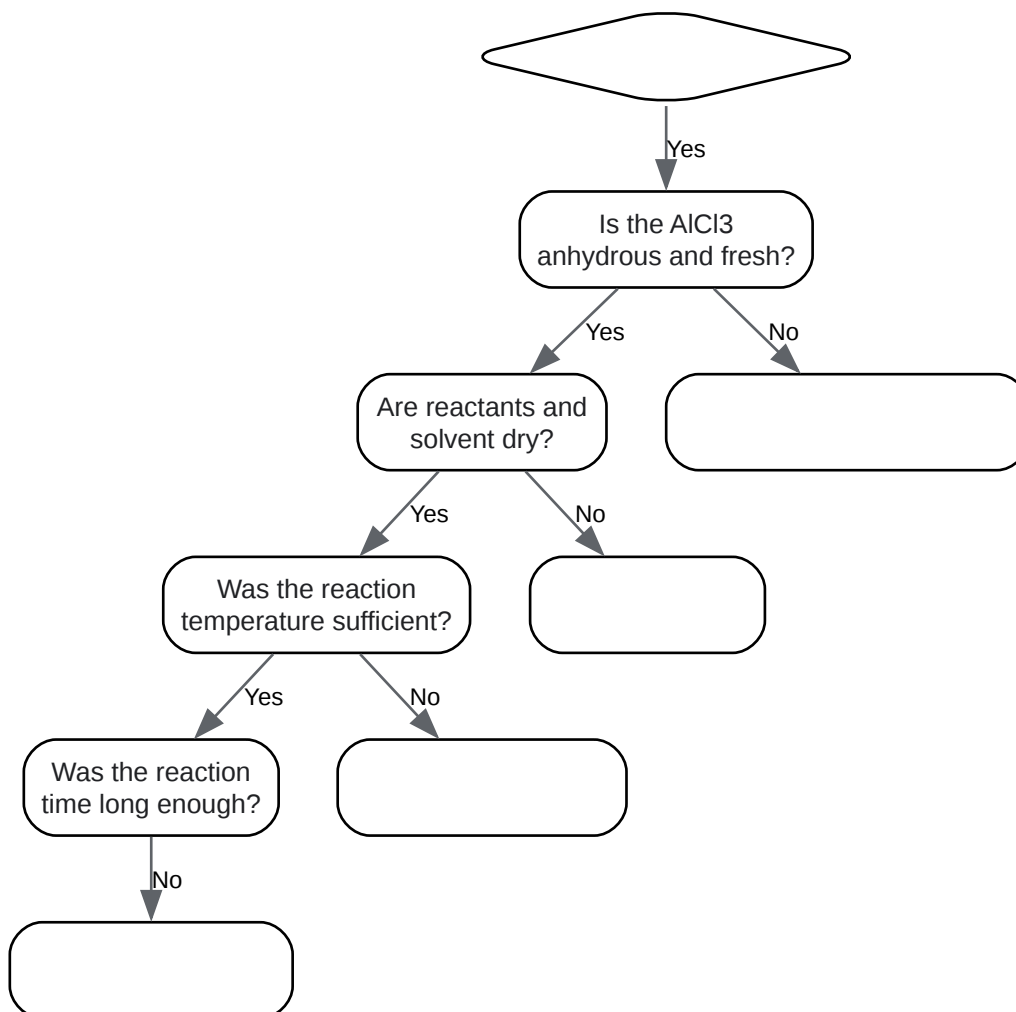 Yes
Is the AlCl3
anhydrous and fresh?
Yes
No
Are reactants and
solvent dry?
Yes
No
Was the reaction
temperature sufficient?
Yes
No
Was the reaction
time long enough?
No